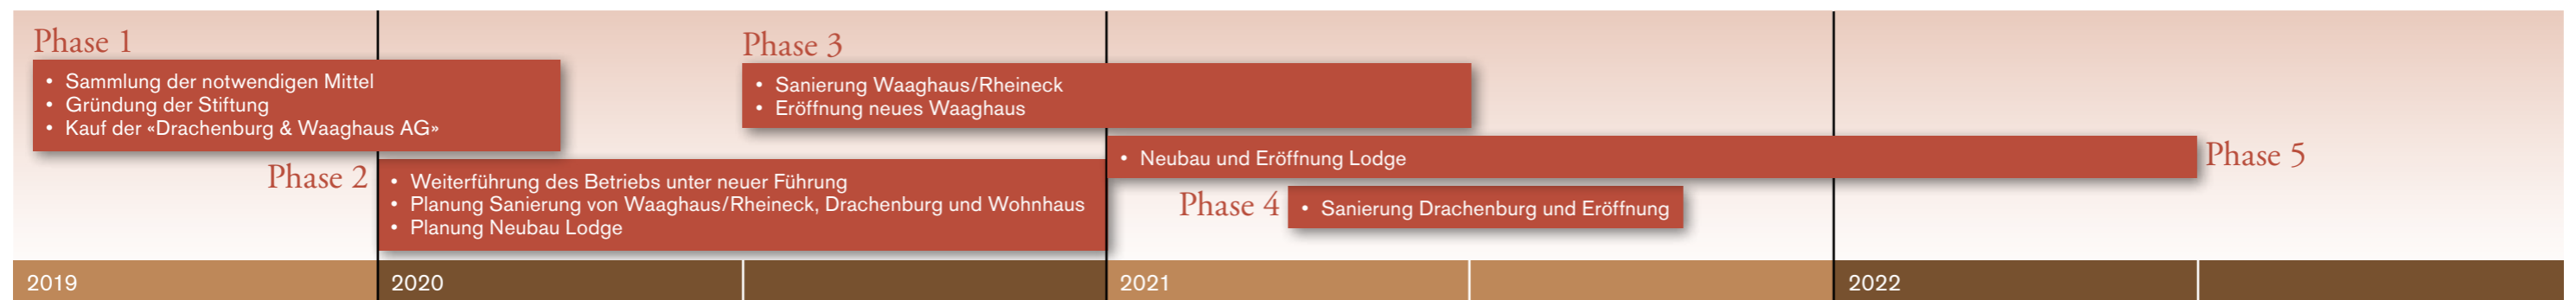 Phase 1
• Sammlung der notwendigen Mittel
• Gründung der Stiftung
• Kauf der «Drachenburg & Waaghaus AG»
Phase 2
• Weiterführung des Betriebs unter neuer Führung
• Planung Sanierung von Waaghaus/Rheineck, Drachenburg und Wohnhaus
• Planung Neubau Lodge
Phase 3
• Sanierung Waaghaus/Rheineck
• Eröffnung neues Waaghaus
• Neubau und Eröffnung Lodge
Phase 5
Phase 4
• Sanierung Drachenburg und Eröffnung
2019
2020
2021
2022